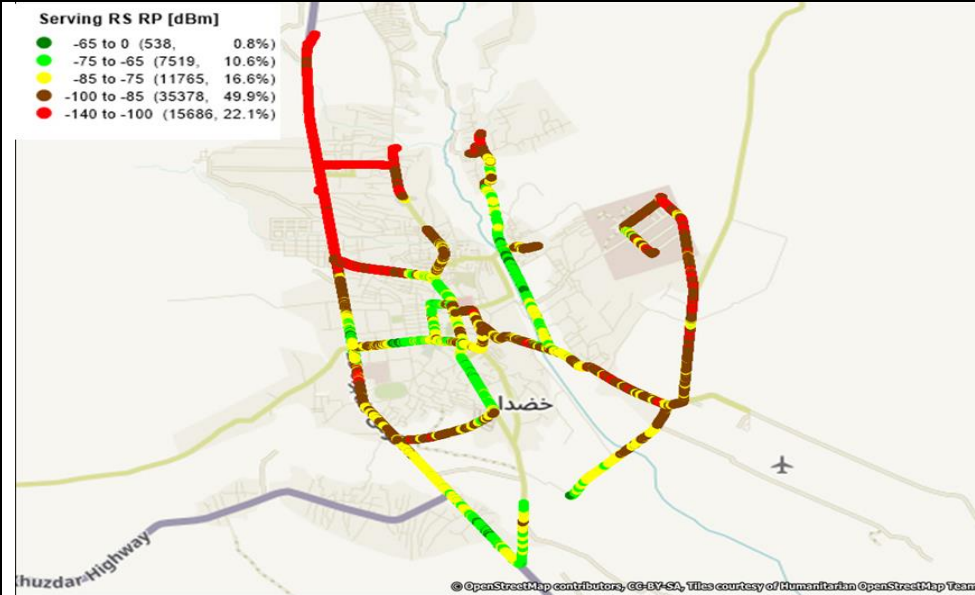 Serving RS RP [dBm]
-65 to 0 (538, 0.8%)
-75 to -65 (7519, 10.6%)
-85 to -75 (11765, 16.6%)
-100 to -85 (35378, 49.9%)
-140 to -100 (15686, 22.1%)
خضدا
huzdar Highway
© OpenStreetMap contributors, CC-BY-SA, Tiles courtesy of Humanitarian OpenStreetMap Team